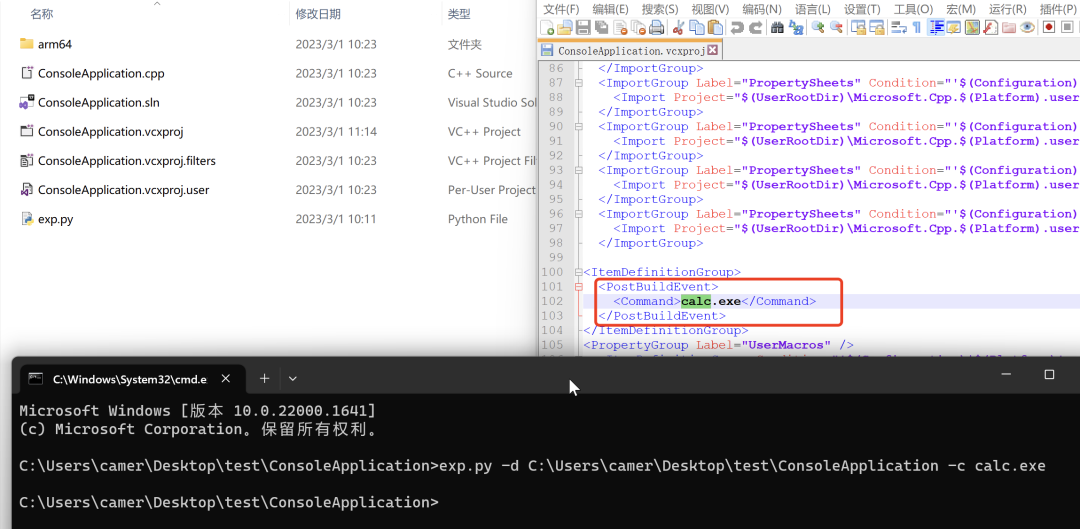 名称 修改日期 类型
arm64 2023/3/1 10:23 文件夹
ConsoleApplication.cpp 2023/3/1 10:23 C++ Source
ConsoleApplication.sln 2023/3/1 10:23 Visual Studio Sol
ConsoleApplication.vcxproj 2023/3/1 11:14 VC++ Project
ConsoleApplication.vcxproj.filters 2023/3/1 10:23 VC++ Project Fil
ConsoleApplication.vcxproj.user 2023/3/1 10:23 Per-User Project
exp.py 2023/3/1 10:11 Python File
文件(F) 编辑(E) 搜索(S) 视图(V) 编码(N) 语言(L) 设置(T) 工具(O) 宏(M) 运行(R) 插件(P)
ConsoleApplication.vcxproj
86 </ImportGroup>
87 <ImportGroup Label="PropertySheets" Condition="'$(Configuration)
88 <Import Project="$(UserRootDir)\Microsoft.Cpp.$(Platform).user
89 </ImportGroup>
90 <ImportGroup Label="PropertySheets" Condition="'$(Configuration)
91 <Import Project="$(UserRootDir)\Microsoft.Cpp.$(Platform).user
92 </ImportGroup>
93 <ImportGroup Label="PropertySheets" Condition="'$(Configuration)
94 <Import Project="$(UserRootDir)\Microsoft.Cpp.$(Platform).user
95 </ImportGroup>
96 <ImportGroup Label="PropertySheets" Condition="'$(Configuration)
97 <Import Project="$(UserRootDir)\Microsoft.Cpp.$(Platform).user
98 </ImportGroup>
99
100 <ItemDefinitionGroup>
101 <PostBuildEvent>
102 <Command>calc.exe</Command>
103 </PostBuildEvent>
104 </ItemDefinitionGroup>
105 <PropertyGroup Label="UserMacros" />
C:\Windows\System32\cmd.e
Microsoft Windows [版本 10.0.22000.1641]
(c) Microsoft Corporation。保留所有权利。
C:\Users\camer\Desktop\test\ConsoleApplication>exp.py -d C:\Users\camer\Desktop\test\ConsoleApplication -c calc.exe
C:\Users\camer\Desktop\test\ConsoleApplication>